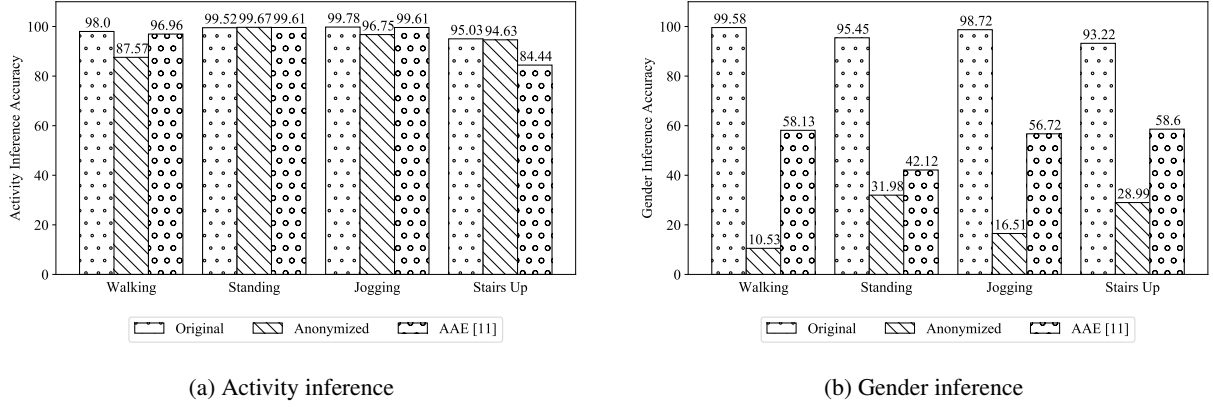 98.0 87.57 96.96 99.52 99.67 99.61 99.78 96.75 99.61 95.03 94.63 84.44
100
80
60
40
20
0
Activity Inference Accuracy
Walking Standing Jogging Stairs Up
Original Anonymized AAE [11]
(a) Activity inference
99.58 10.53 58.13 95.45 31.98 42.12 98.72 16.51 56.72 93.22 28.99 58.6
100
80
60
40
20
0
Gender Inference Accuracy
Walking Standing Jogging Stairs Up
Original Anonymized AAE [11]
(b) Gender inference